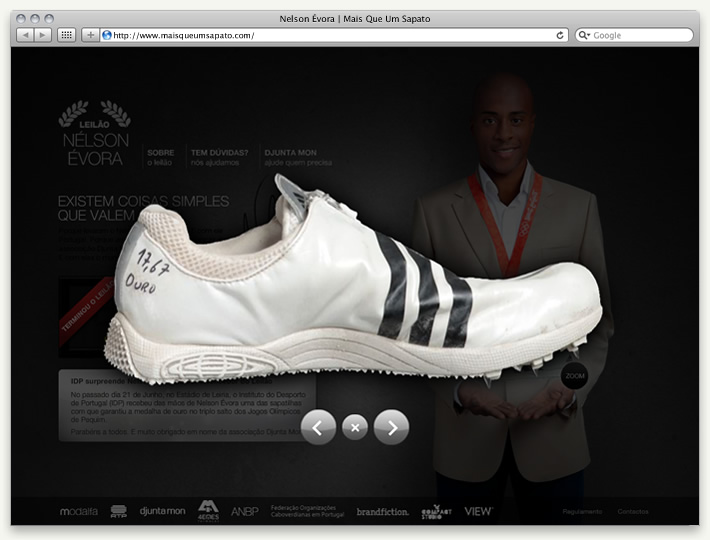 Nelson Évora | Mais Que Um Sapato
http://www.maisqueumsapato.com/
Google
LEILÃO
NÉLSON
ÉVORA
SOBRE
o leilão
TEM DÚVIDAS?
nós ajudamos
DJUNTA MON
ajude quem precisa
EXISTEM COISAS SIMPLES
QUE VALEM
17,67
OURO
TERMINOU O LEILÃO
ZOOM
IDP surpreende
No passado dia 21 de Junho, no Estádio de Leiria, o Instituto do Desporto
de Portugal (IDP) recebeu das mãos de Nelson Évora uma das sapatilhas
com que garantiu a medalha de ouro no triplo salto dos Jogos Olímpicos
de Pequim.
Parabéns a todos. E muito obrigado em nome da associação Djunta Mon
modalfa
RTP
djunta mon
4EMES
ANBP
Federação Organizações
Caboverdianas em Portugal
brandfiction.
COMPACT
STUDIO
VIEW
Regulamento
Contactos